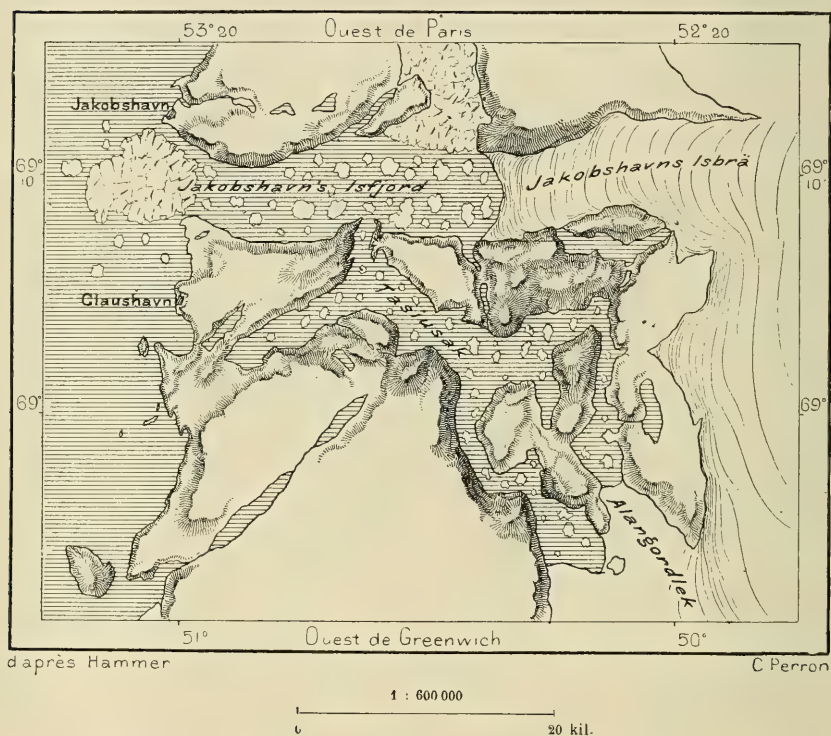 53° 20 Ouest de Paris 52° 20
Jakobshavn
69°
10'
69°
10'
Jakobshavn's Isfjord
Jakobshavns Isbrä
Claushavn
Tasiusak
69°
69°
Alangordlek
51° Ouest de Greenwich 50°
d'après Hammer C Perron
1 : 600 000
0 20 kil.